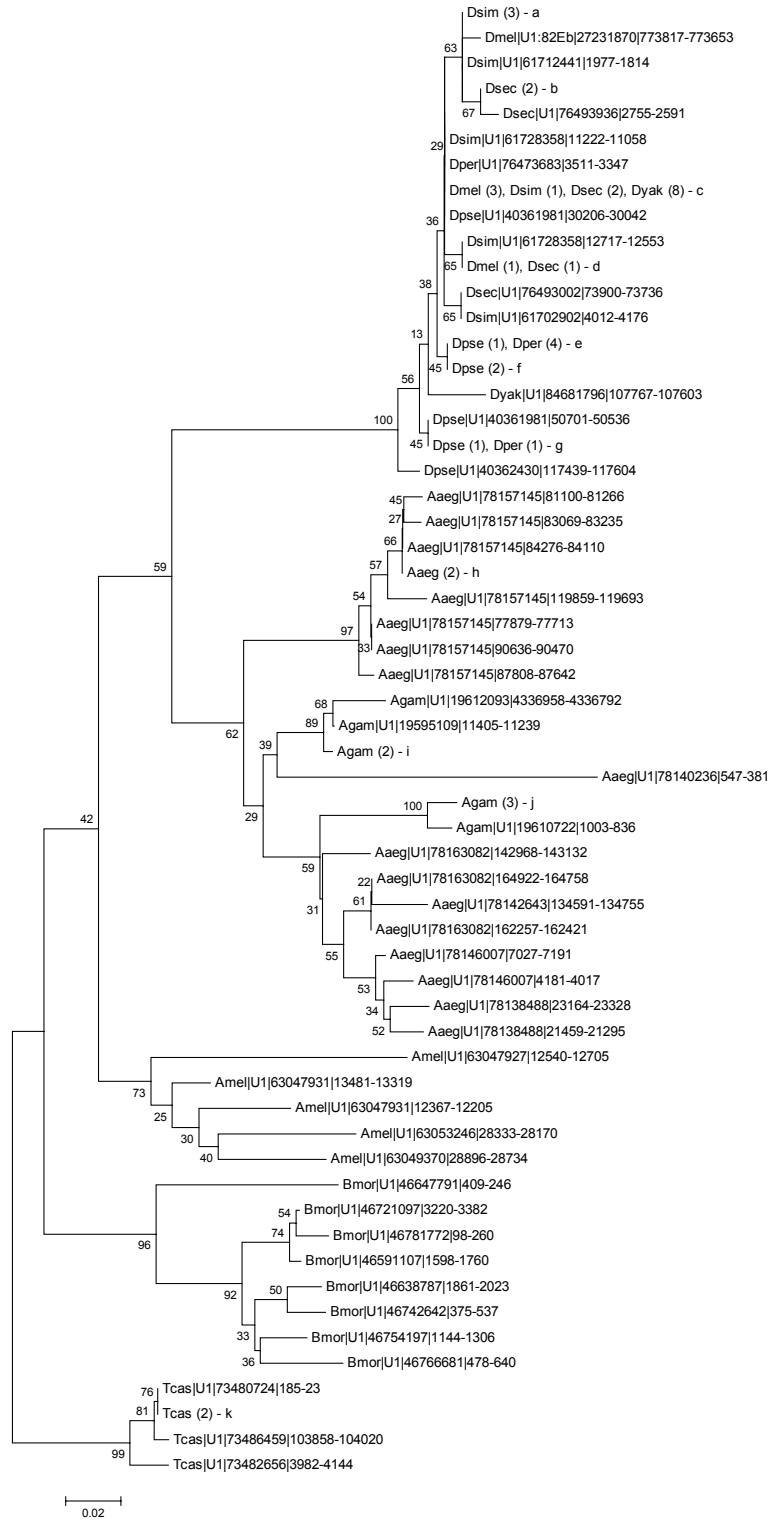 Dsim (3) - a
Dmel|U1:82Eb|27231870|773817-773653
63
Dsim|U1|61712441|1977-1814
Dsec (2) - b
67
Dsec|U1|76493936|2755-2591
Dsim|U1|61728358|11222-11058
29
Dper|U1|76473683|3511-3347
Dmel (3), Dsim (1), Dsec (2), Dyak (8) - c
Dpse|U1|40361981|30206-30042
36
Dsim|U1|61728358|12717-12553
65
Dmel (1), Dsec (1) - d
38
Dsec|U1|76493002|73900-73736
65
Dsim|U1|61702902|4012-4176
13
Dpse (1), Dper (4) - e
45
Dpse (2) - f
56
Dyak|U1|84681796|107767-107603
100
Dpse|U1|40361981|50701-50536
45
Dpse (1), Dper (1) - g
Dpse|U1|40362430|117439-117604
45
Aaeg|U1|78157145|81100-81266
27
Aaeg|U1|78157145|83069-83235
66
Aaeg|U1|78157145|84276-84110
57
Aaeg (2) - h
59
54
Aaeg|U1|78157145|119859-119693
97
Aaeg|U1|78157145|77879-77713
33
Aaeg|U1|78157145|90636-90470
Aaeg|U1|78157145|87808-87642
68
Agam|U1|19612093|4336958-4336792
62
89
Agam|U1|19595109|11405-11239
39
Agam (2) - i
Aaeg|U1|78140236|547-381
100
Agam (3) - j
29
42
Agam|U1|19610722|1003-836
Aaeg|U1|78163082|142968-143132
59
22
Aaeg|U1|78163082|164922-164758
61
31
Aaeg|U1|78142643|134591-134755
Aaeg|U1|78163082|162257-162421
55
Aaeg|U1|78146007|7027-7191
53
Aaeg|U1|78146007|4181-4017
34
Aaeg|U1|78138488|23164-23328
52
Aaeg|U1|78138488|21459-21295
Amel|U1|63047927|12540-12705
73
Amel|U1|63047931|13481-13319
25
Amel|U1|63047931|12367-12205
30
Amel|U1|63053246|28333-28170
40
Amel|U1|63049370|28896-28734
Bmor|U1|46647791|409-246
54
Bmor|U1|46721097|3220-3382
74
Bmor|U1|46781772|98-260
96
Bmor|U1|46591107|1598-1760
92
50
Bmor|U1|46638787|1861-2023
Bmor|U1|46742642|375-537
33
Bmor|U1|46754197|1144-1306
36
Bmor|U1|46766681|478-640
76
Tcas|U1|73480724|185-23
81
Tcas (2) - k
Tcas|U1|73486459|103858-104020
99
Tcas|U1|73482656|3982-4144
0.02